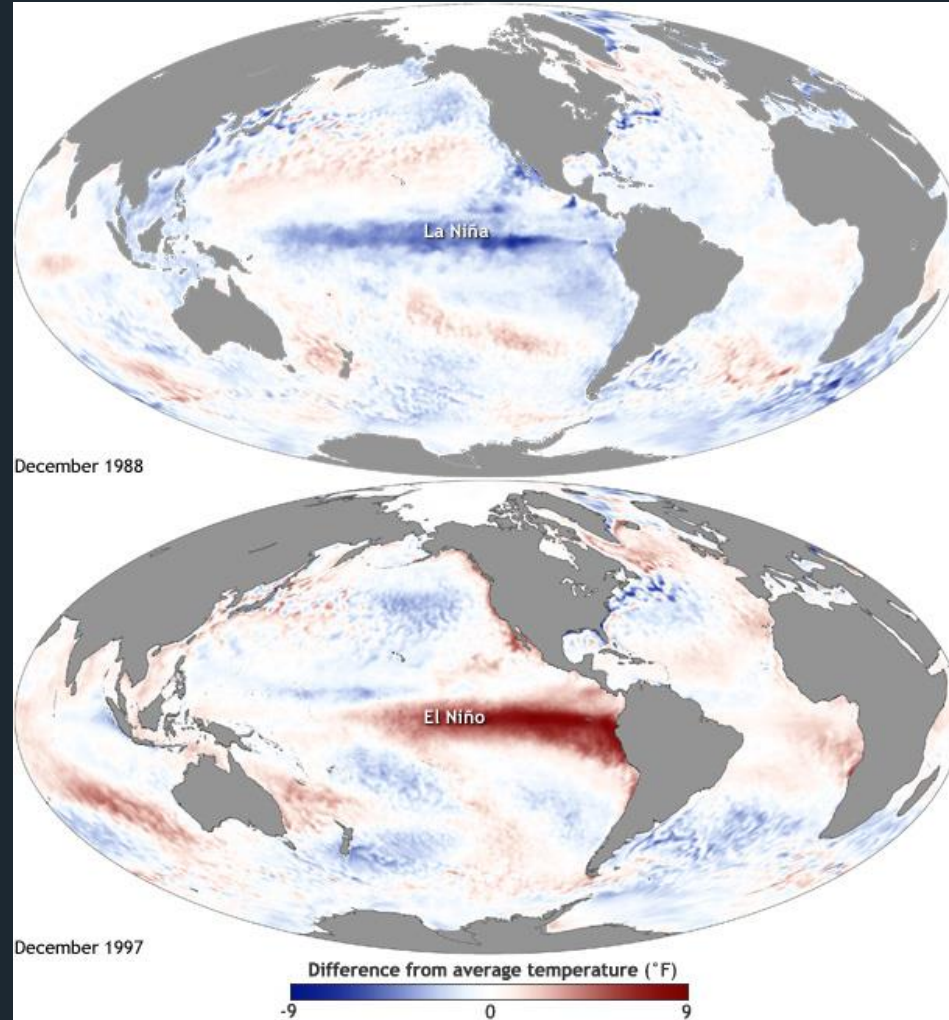 La Niña
December 1988
El Niño
December 1997
Difference from average temperature (°F)
-9 0 9